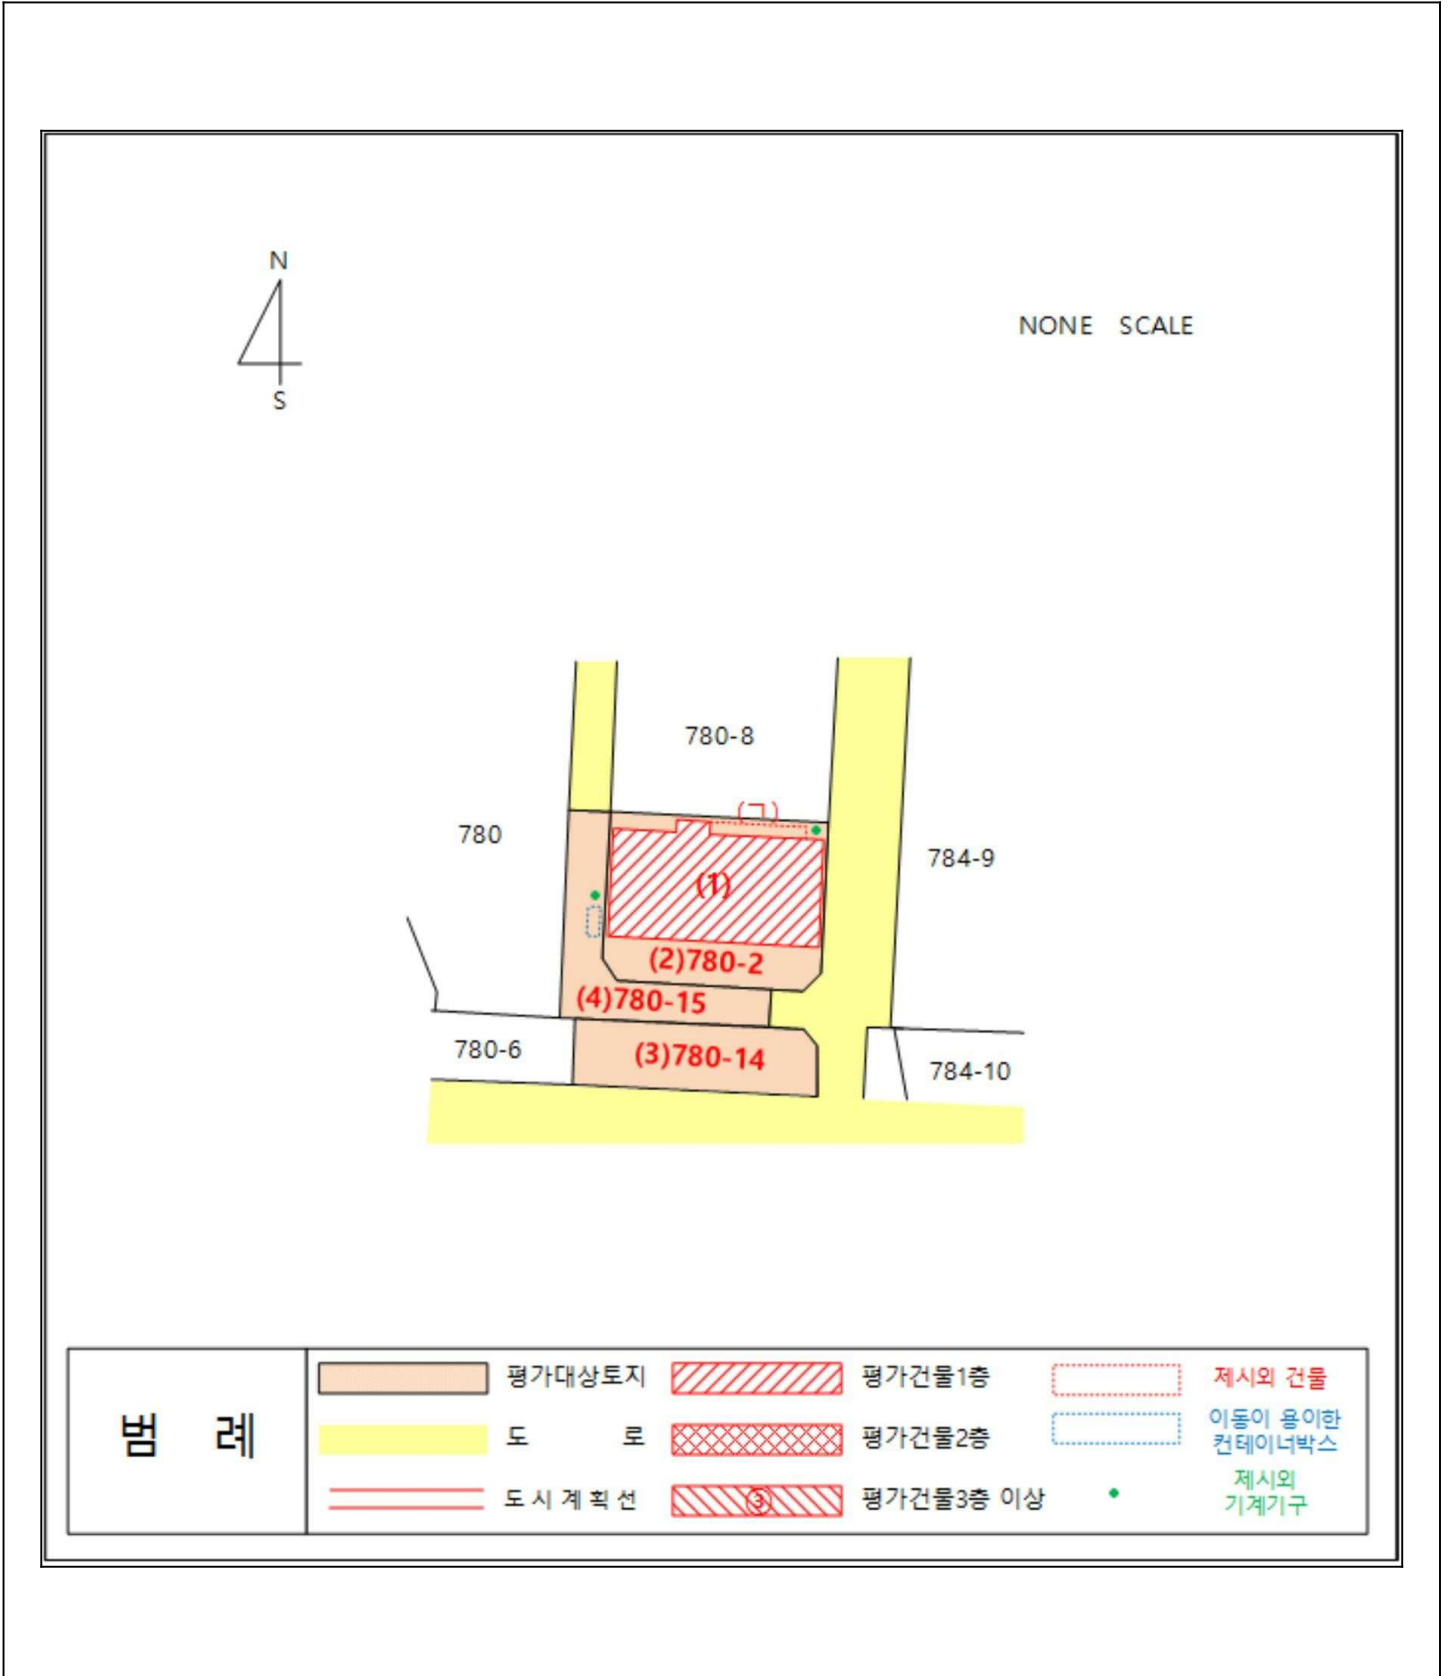 N
NONE SCALE
S
780-8
(ㄱ)
780
784-9
(1)
(2)780-2
(4)780-15
780-6
(3)780-14
784-10
범 례
평가대상토지
평가건물1층
제시외 건물
도 로
평가건물2층
이동이 용이한
컨테이너박스
도 시 계 획 선
③
평가건물3층 이상
제시외
기계기구